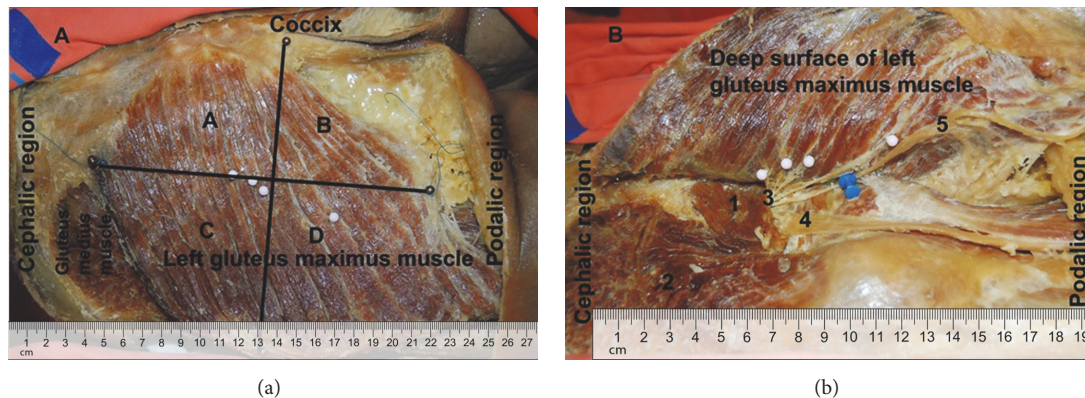 A
Coccix
A
B
Cephalic region
Gluteus
medius
muscle
C
D
Left gluteus maximus muscle
Podalic region
1 2 3 4 5 6 7 8 9 10 11 12 13 14 15 16 17 18 19 20 21 22 23 24 25 26 27
cm
(a)
B
Deep surface of left
gluteus maximus muscle
5
Cephalic region
1
3
4
2
Podalic region
1 2 3 4 5 6 7 8 9 10 11 12 13 14 15 16 17 18 19
cm
(b)